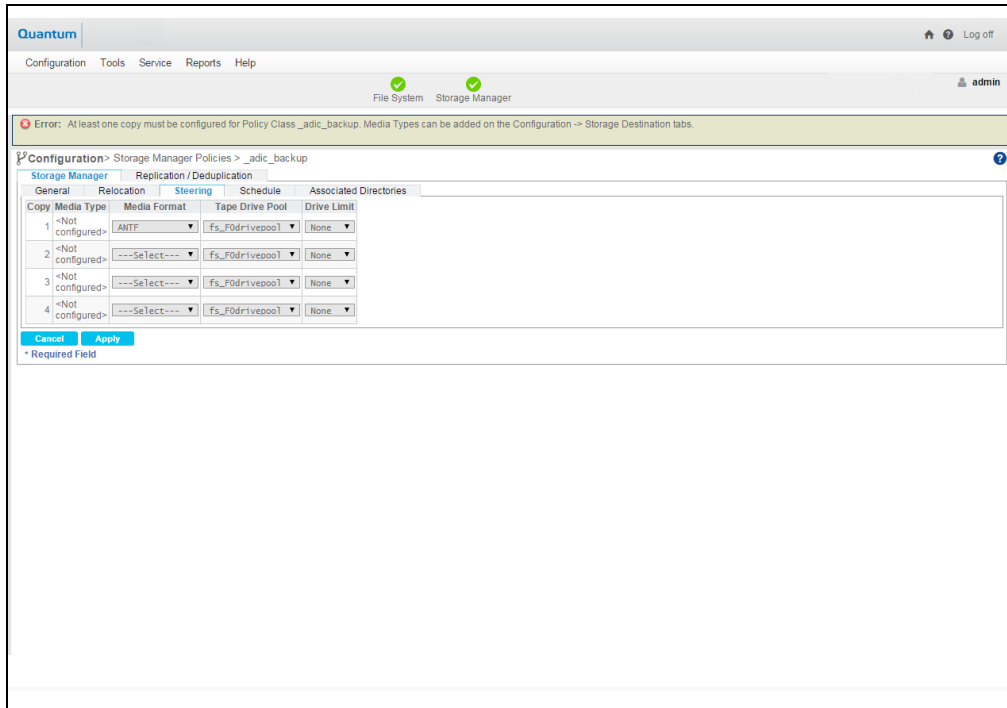 Quantum
Log off
Configuration Tools Service Reports Help
File System Storage Manager
admin
Error: At least one copy must be configured for Policy Class _adic_backup. Media Types can be added on the Configuration -> Storage Destination tabs.
Configuration> Storage Manager Policies > _adic_backup
Storage Manager Replication / Deduplication
General Relocation Steering Schedule Associated Directories
Copy Media Type Media Format Tape Drive Pool Drive Limit
1 <Not configured> ANTF fs_F0drivepool None
2 <Not configured> ---Select--- fs_F0drivepool None
3 <Not configured> ---Select--- fs_F0drivepool None
4 <Not configured> ---Select--- fs_F0drivepool None
Cancel Apply
* Required Field